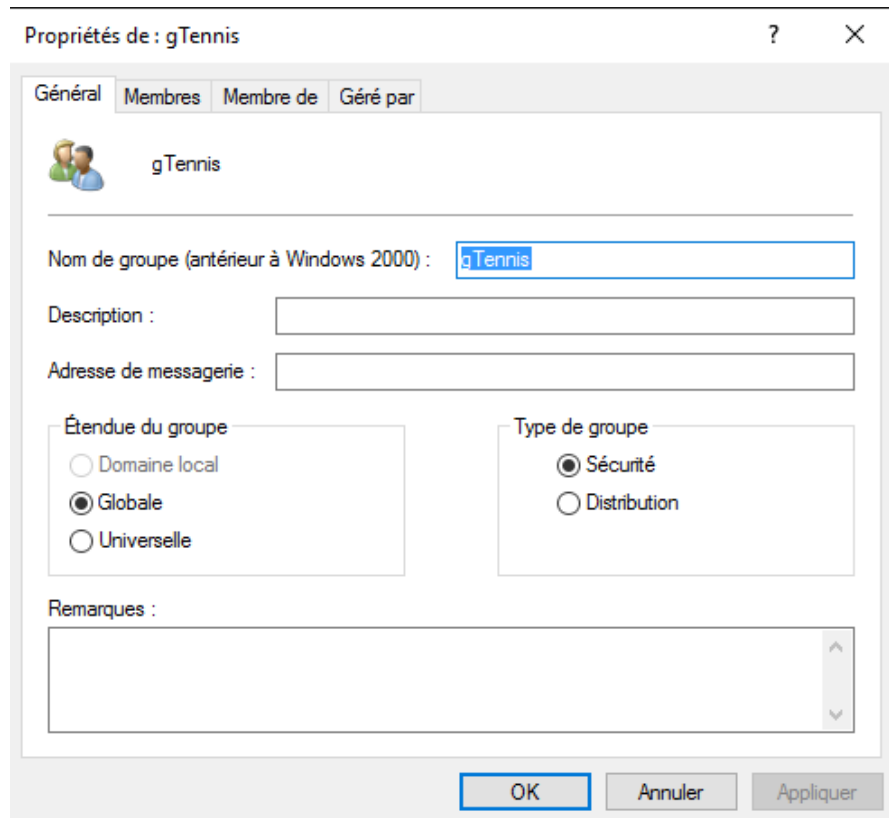 Propriétés de : gTennis
?
Général Membres Membre de Géré par
gTennis
Nom de groupe (antérieur à Windows 2000) : gTennis
Description :
Adresse de messagerie :
Étendue du groupe
Domaine local
Globale
Universelle
Type de groupe
Sécurité
Distribution
Remarques :
OK Annuler Appliquer